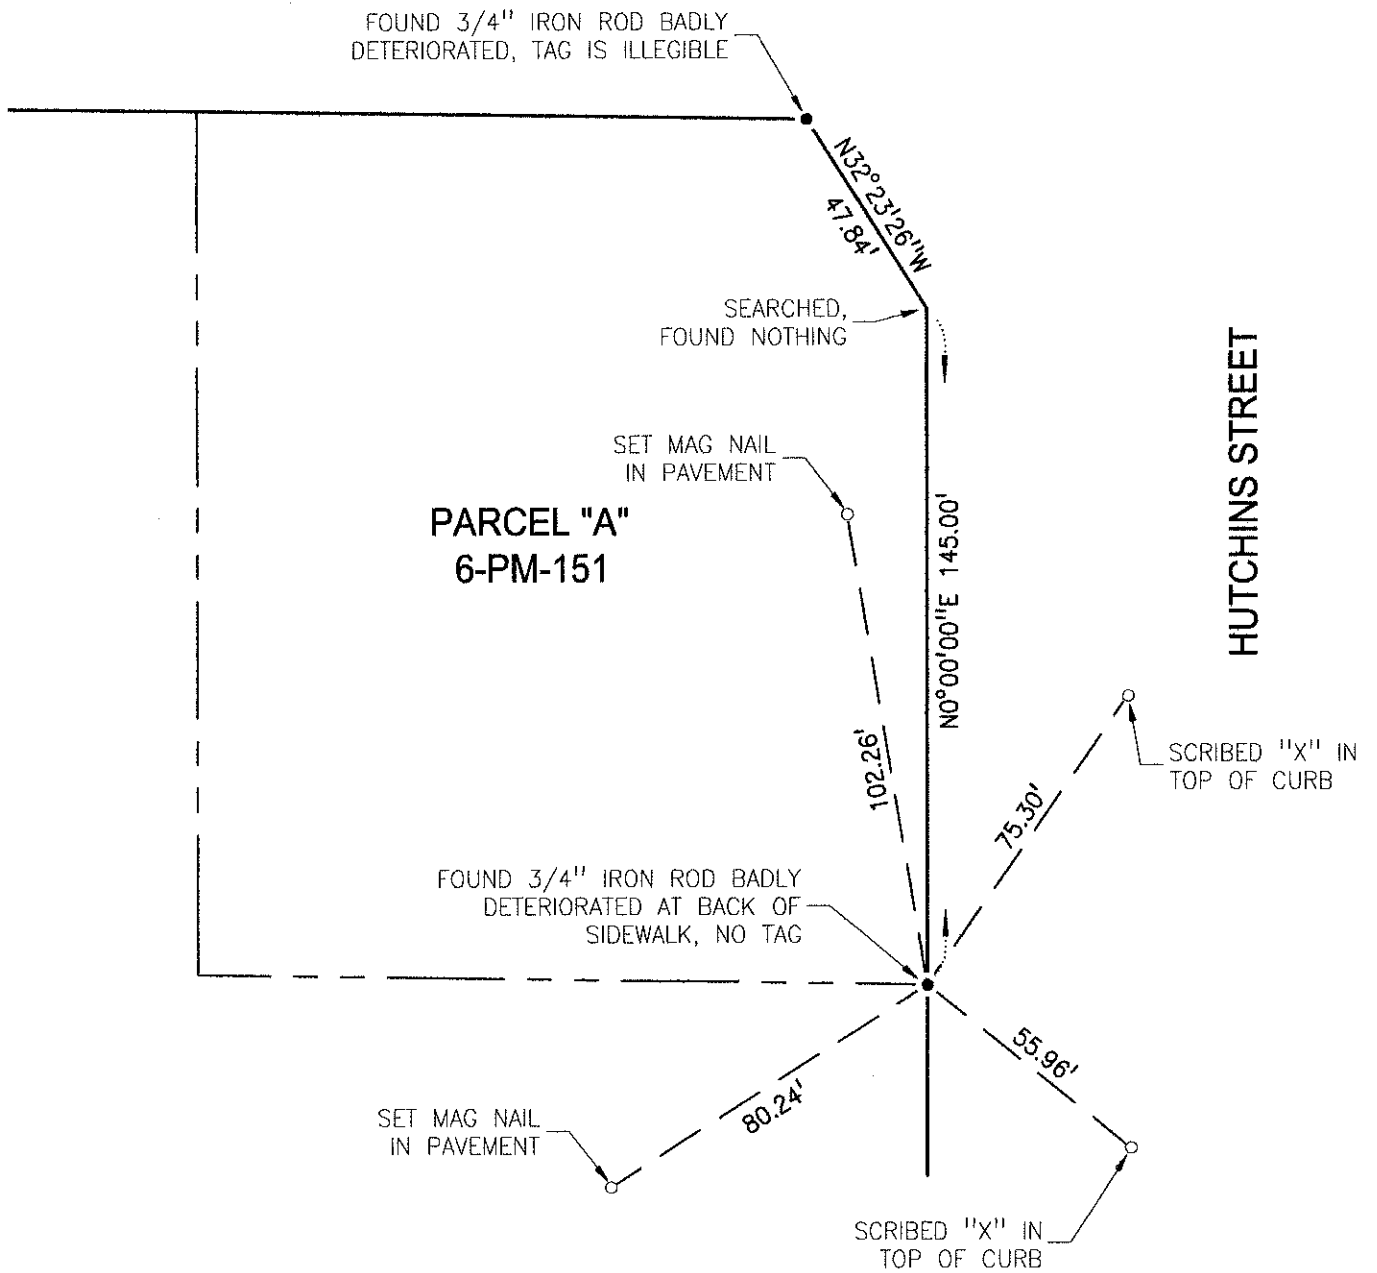 FOUND 3/4" IRON ROD BADLY
DETERIORATED, TAG IS ILLEGIBLE
N32°23'26"W
47.84'
SEARCHED,
FOUND NOTHING
HUTCHINS STREET
SET MAG NAIL
IN PAVEMENT
PARCEL "A"
6-PM-151
N0°00'00"E 145.00'
102.26'
SCRIBED "X" IN
TOP OF CURB
75.30'
FOUND 3/4" IRON ROD BADLY
DETERIORATED AT BACK OF
SIDEWALK, NO TAG
55.96'
80.24'
SET MAG NAIL
IN PAVEMENT
SCRIBED "X" IN
TOP OF CURB